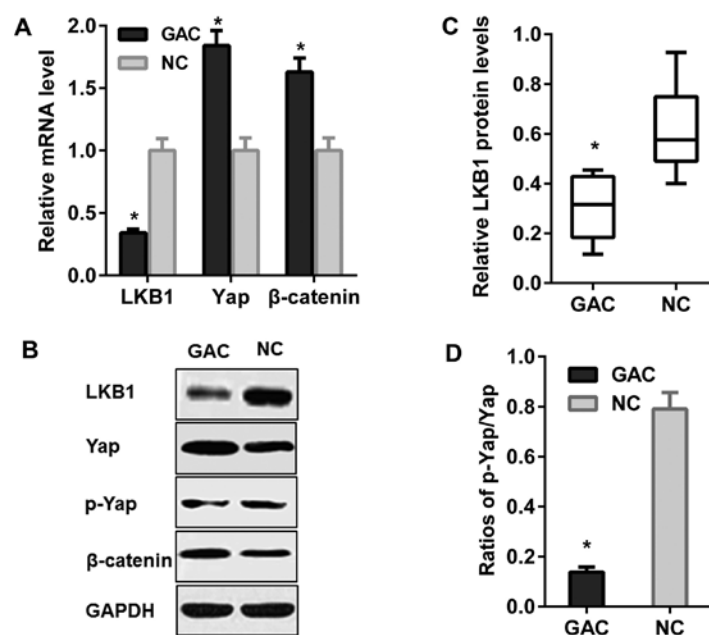 A
GAC
NC
Relative mRNA level
2.0
1.5
1.0
0.5
0.0
*
*
*
LKB1 Yap β-catenin
C
Relative LKB1 protein levels
1.0
0.8
0.6
0.4
0.2
0.0
*
GAC NC
B
GAC NC
LKB1
Yap
p-Yap
β-catenin
GAPDH
D
GAC
NC
Ratios of p-Yap/Yap
1.0
0.8
0.6
0.4
0.2
0.0
*
GAC NC